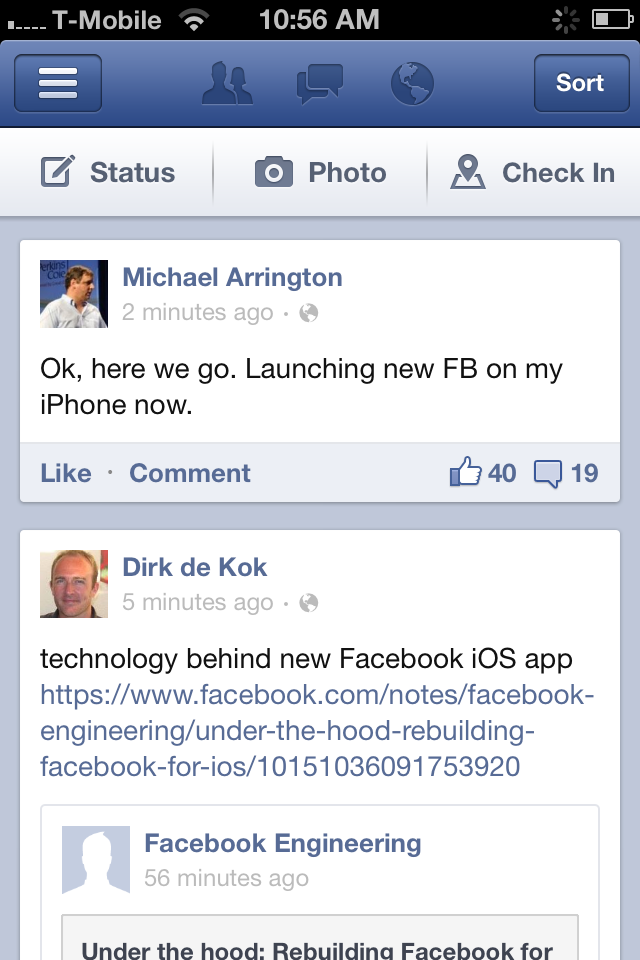 T-Mobile 10:56 AM
Sort
Status Photo Check In
Michael Arrington
2 minutes ago ·
Ok, here we go. Launching new FB on my
iPhone now.
Like · Comment 40 19
Dirk de Kok
5 minutes ago ·
technology behind new Facebook iOS app
https://www.facebook.com/notes/facebook-
engineering/under-the-hood-rebuilding-
facebook-for-ios/10151036091753920
Facebook Engineering
56 minutes ago
Under the hood: Rebuilding Facebook for